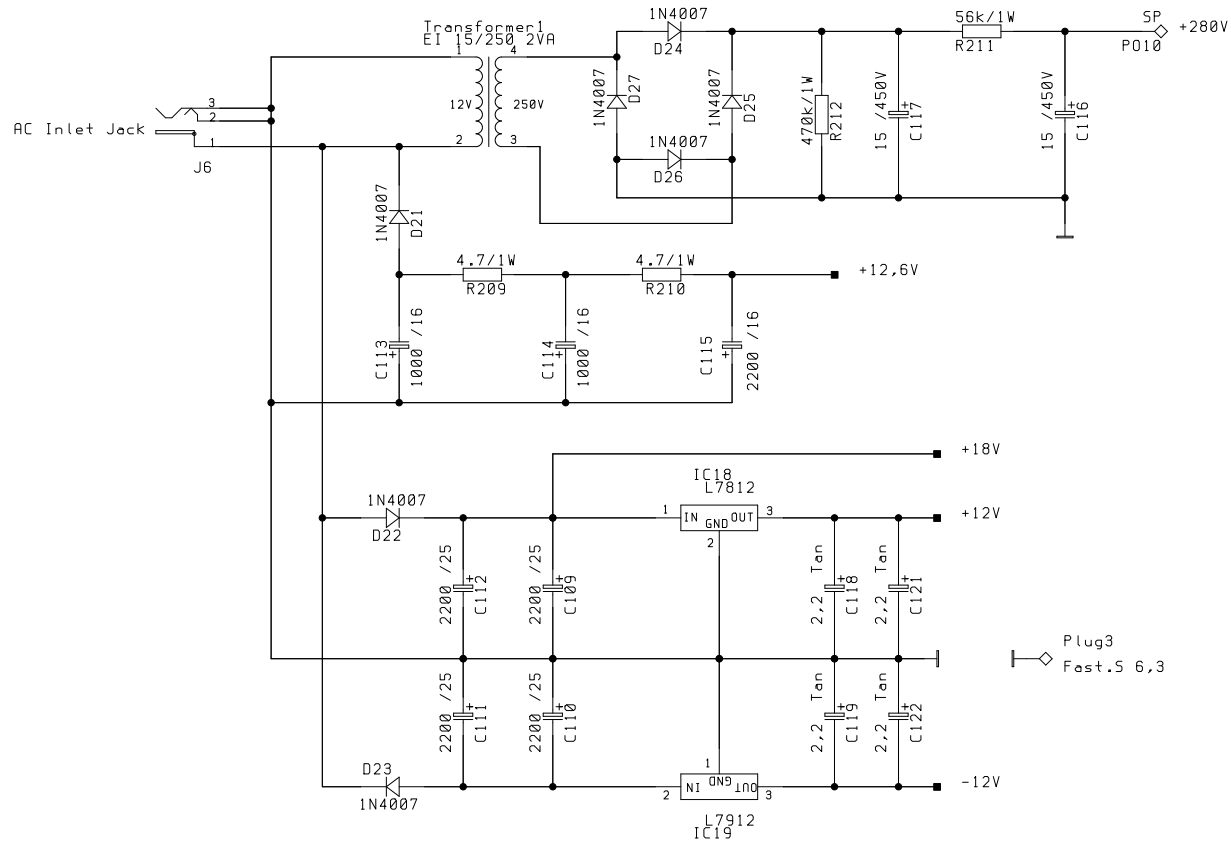 Transformer1
EI 15/250 2VA
1
4
12V
250V
2
3
AC Inlet Jack
3
2
1
J6
1N4007
D24
1N4007
D27
1N4007
D25
1N4007
D26
470k/1W
R212
15 /450V
C117
56k/1W
R211
15 /450V
C116
SP
PO10
+280V
1N4007
D21
4.7/1W
R209
4.7/1W
R210
+12,6V
C113
1000 /16
C114
1000 /16
C115
2200 /16
+18V
1N4007
D22
IC18
L7812
1
IN
GND
OUT
3
2
+12V
2200 /25
C112
2200 /25
C109
2,2 Tan
C118
2,2 Tan
C121
Plug3
Fast.S 6,3
2200 /25
C111
2200 /25
C110
2,2 Tan
C119
2,2 Tan
C122
D23
1N4007
1
GND
2
IN
OUT
3
L7912
IC19
-12V